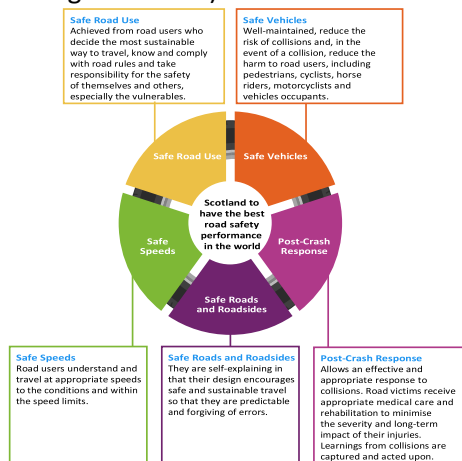 Safe Road Use
Achieved from road users who
decide the most sustainable
way to travel, know and comply
with road rules and take
responsibility for the safety
of themselves and others,
especially the vulnerables.
Safe Vehicles
Well-maintained, reduce the
risk of collisions and, in the
event of a collision, reduce the
harm to road users, including
pedestrians, cyclists, horse
riders, motorcyclists and
vehicles occupants.
Safe Road Use
Safe Vehicles
Scotland to
have the best
road safety
performance
in the world
Safe
Speeds
Post-Crash
Response
Safe Roads
and Roadsides
Safe Speeds
Road users understand and
travel at appropriate speeds
to the conditions and within
the speed limits.
Safe Roads and Roadsides
They are self-explaining in
that their design encourages
safe and sustainable travel
so that they are predictable
and forgiving of errors.
Post-Crash Response
Allows an effective and
appropriate response to
collisions. Road victims receive
appropriate medical care and
rehabilitation to minimise
the severity and long-term
impact of their injuries.
Learnings from collisions are
captured and acted upon.